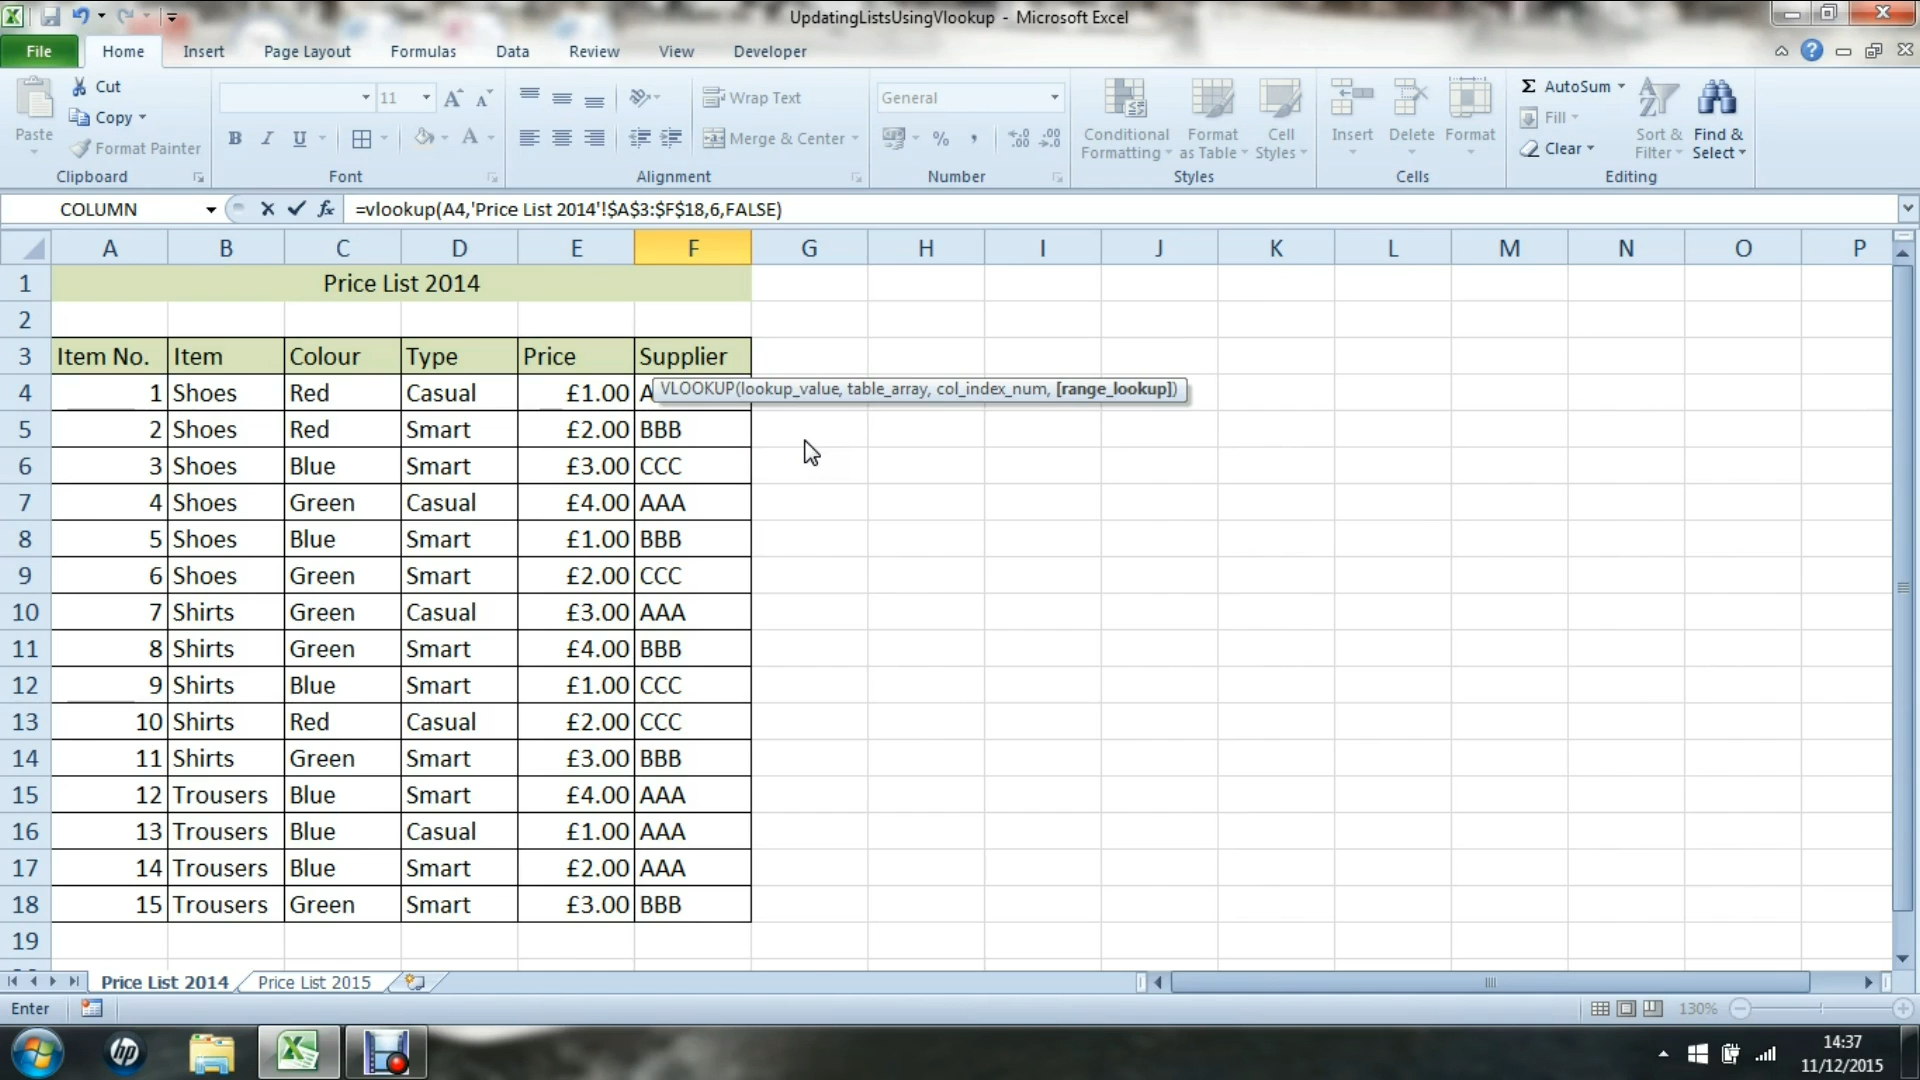 UpdatingListsUsingVlookup - Microsoft Excel
File Home Insert Page Layout Formulas Data Review View Developer
Cut
Copy
Format Painter
Paste
Clipboard
11
B I U
Font
Wrap Text
Merge & Center
Alignment
General
%
Number
Conditional Formatting
Format as Table
Cell Styles
Styles
Insert Delete Format
Cells
Σ AutoSum
Fill
Clear
Sort & Filter
Find & Select
Editing
COLUMN fx =vlookup(A4,'Price List 2014'!$A$3:$F$18,6,FALSE)
A B C D E F G H I J K L M N O P
1 Price List 2014
2
3 Item No. Item Colour Type Price Supplier
VLOOKUP(lookup_value, table_array, col_index_num, [range_lookup])
4 1 Shoes Red Casual £1.00 A
5 2 Shoes Red Smart £2.00 BBB
6 3 Shoes Blue Smart £3.00 CCC
7 4 Shoes Green Casual £4.00 AAA
8 5 Shoes Blue Smart £1.00 BBB
9 6 Shoes Green Smart £2.00 CCC
10 7 Shirts Green Casual £3.00 AAA
11 8 Shirts Green Smart £4.00 BBB
12 9 Shirts Blue Smart £1.00 CCC
13 10 Shirts Red Casual £2.00 CCC
14 11 Shirts Green Smart £3.00 BBB
15 12 Trousers Blue Smart £4.00 AAA
16 13 Trousers Blue Casual £1.00 AAA
17 14 Trousers Blue Smart £2.00 AAA
18 15 Trousers Green Smart £3.00 BBB
19
Price List 2014 Price List 2015
Enter 130%
hp
14:37
11/12/2015